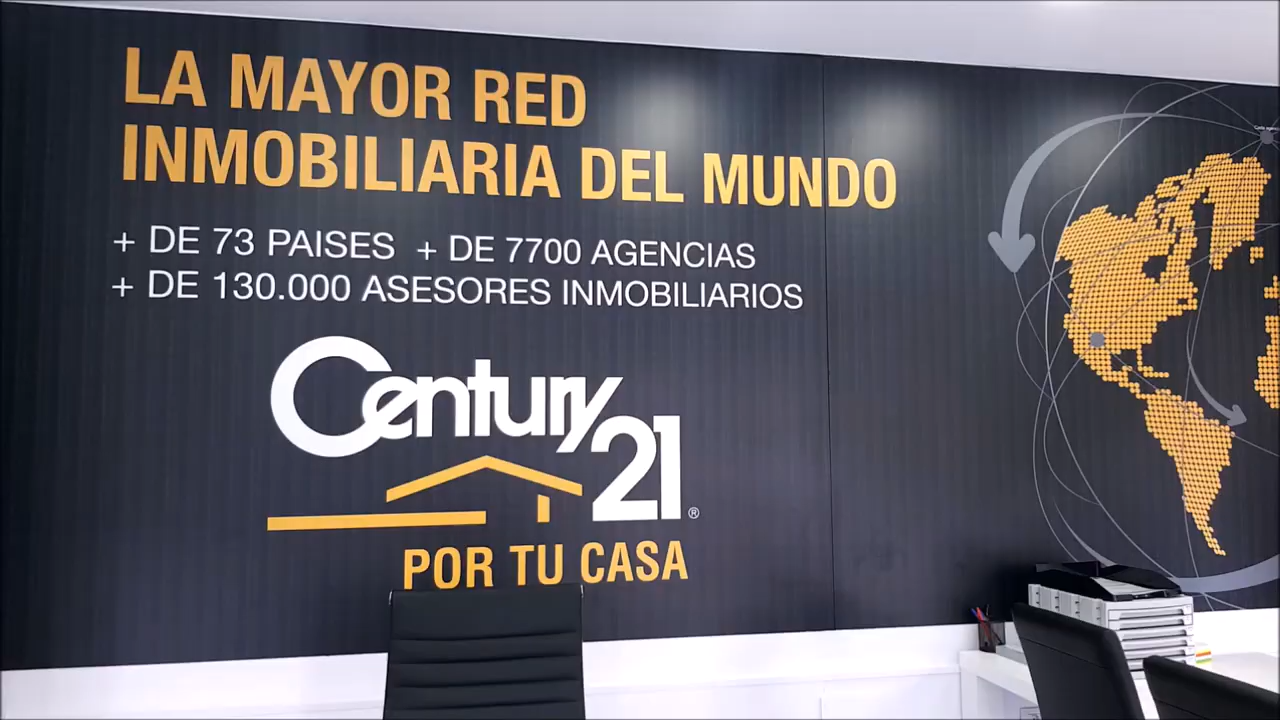 LA MAYOR RED
INMOBILIARIA DEL MUNDO
+ DE 73 PAISES + DE 7700 AGENCIAS
+ DE 130.000 ASESORES INMOBILIARIOS
Century
21®
POR TU CASA